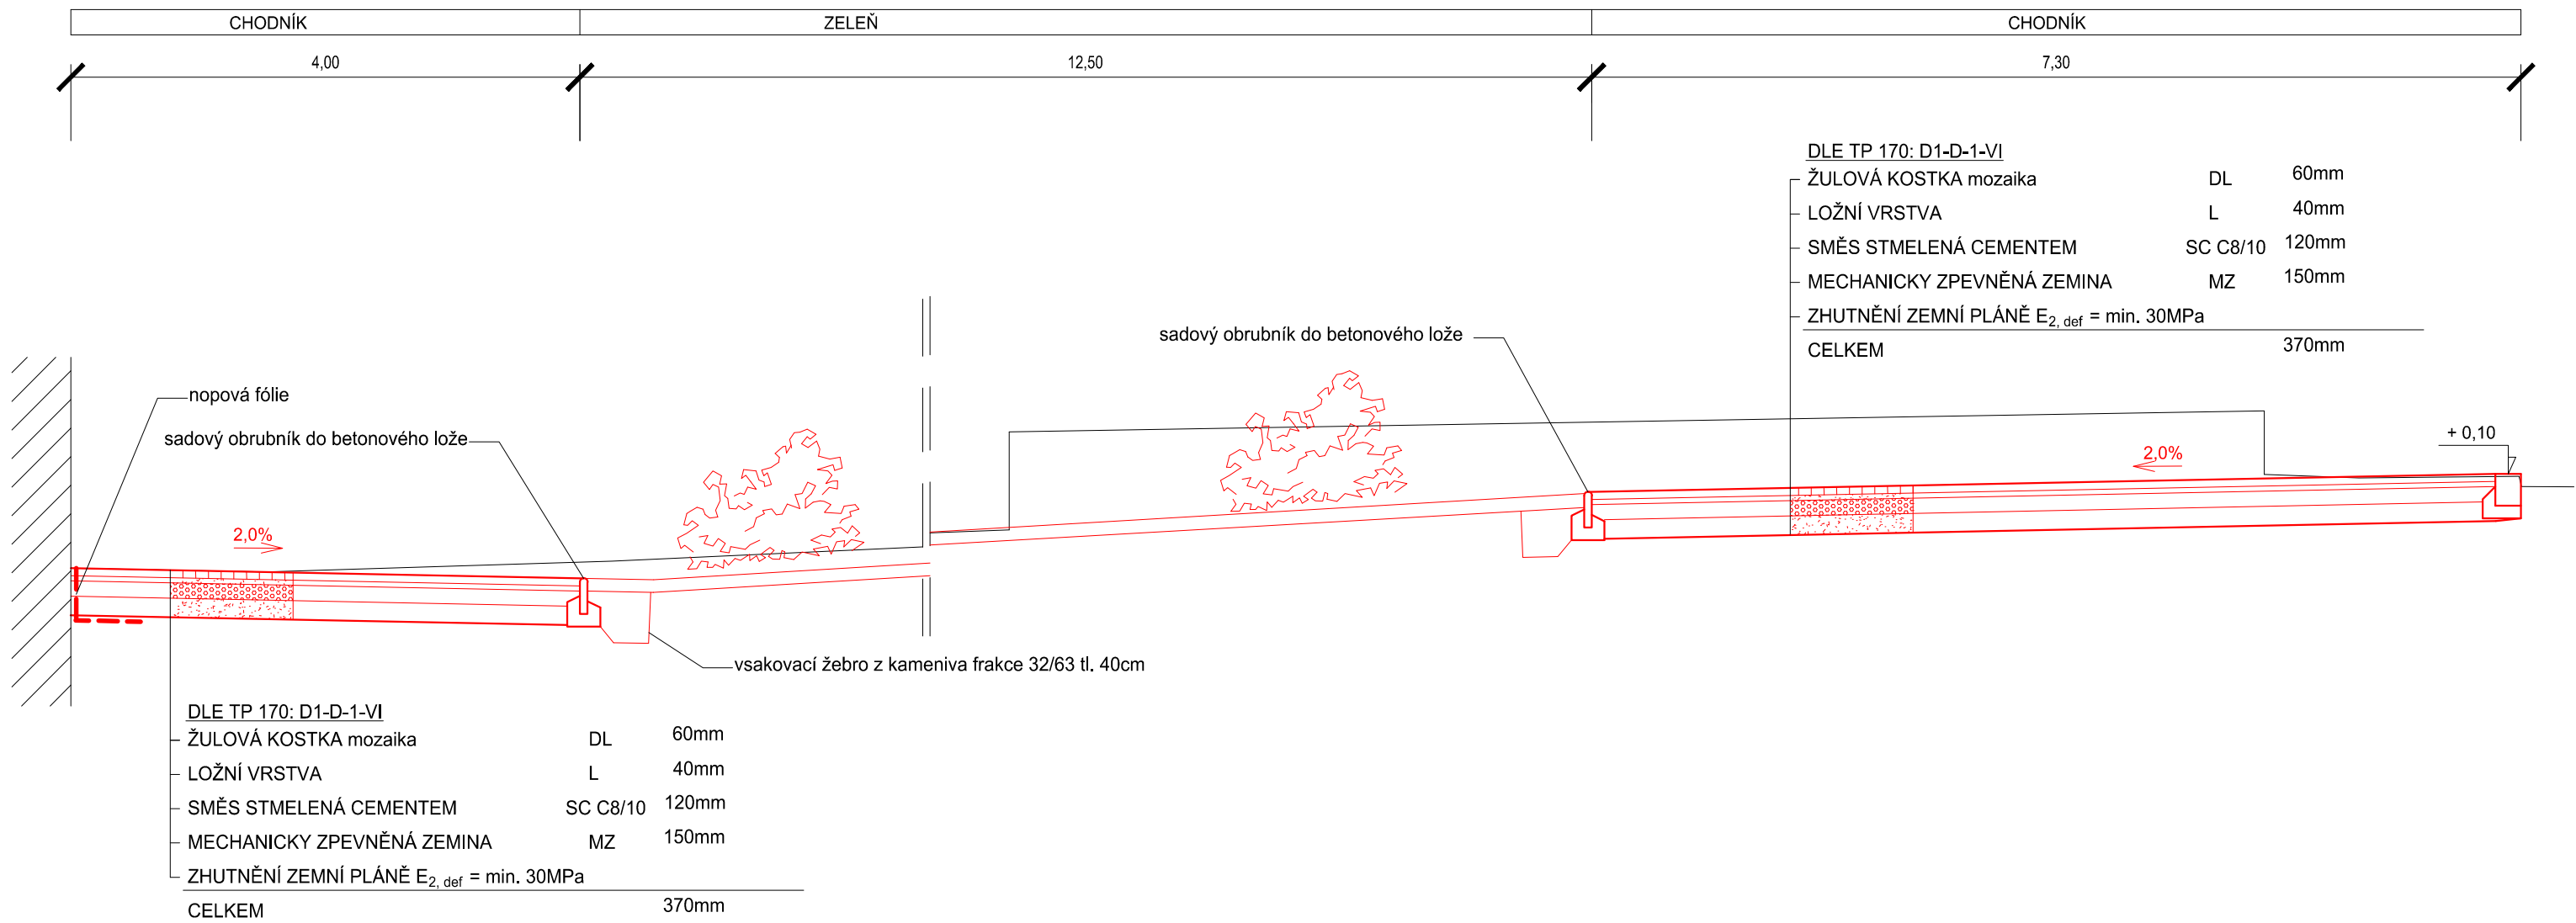 CHODNÍK ZELEŇ CHODNÍK
4,00 12,50 7,30
DLE TP 170: D1-D-1-VI
ŽULOVÁ KOSTKA mozaika DL 60mm
LOŽNÍ VRSTVA L 40mm
SMĚS STMELENÁ CEMENTEM SC C8/10 120mm
MECHANICKY ZPEVNĚNÁ ZEMINA MZ 150mm
ZHUTNĚNÍ ZEMNÍ PLÁNĚ E2, def = min. 30MPa
CELKEM 370mm
sadový obrubník do betonového lože
nopová fólie
sadový obrubník do betonového lože
+ 0,10
2,0%
2,0%
vsakovací žebro z kameniva frakce 32/63 tl. 40cm
DLE TP 170: D1-D-1-VI
ŽULOVÁ KOSTKA mozaika DL 60mm
LOŽNÍ VRSTVA L 40mm
SMĚS STMELENÁ CEMENTEM SC C8/10 120mm
MECHANICKY ZPEVNĚNÁ ZEMINA MZ 150mm
ZHUTNĚNÍ ZEMNÍ PLÁNĚ E2, def = min. 30MPa
CELKEM 370mm